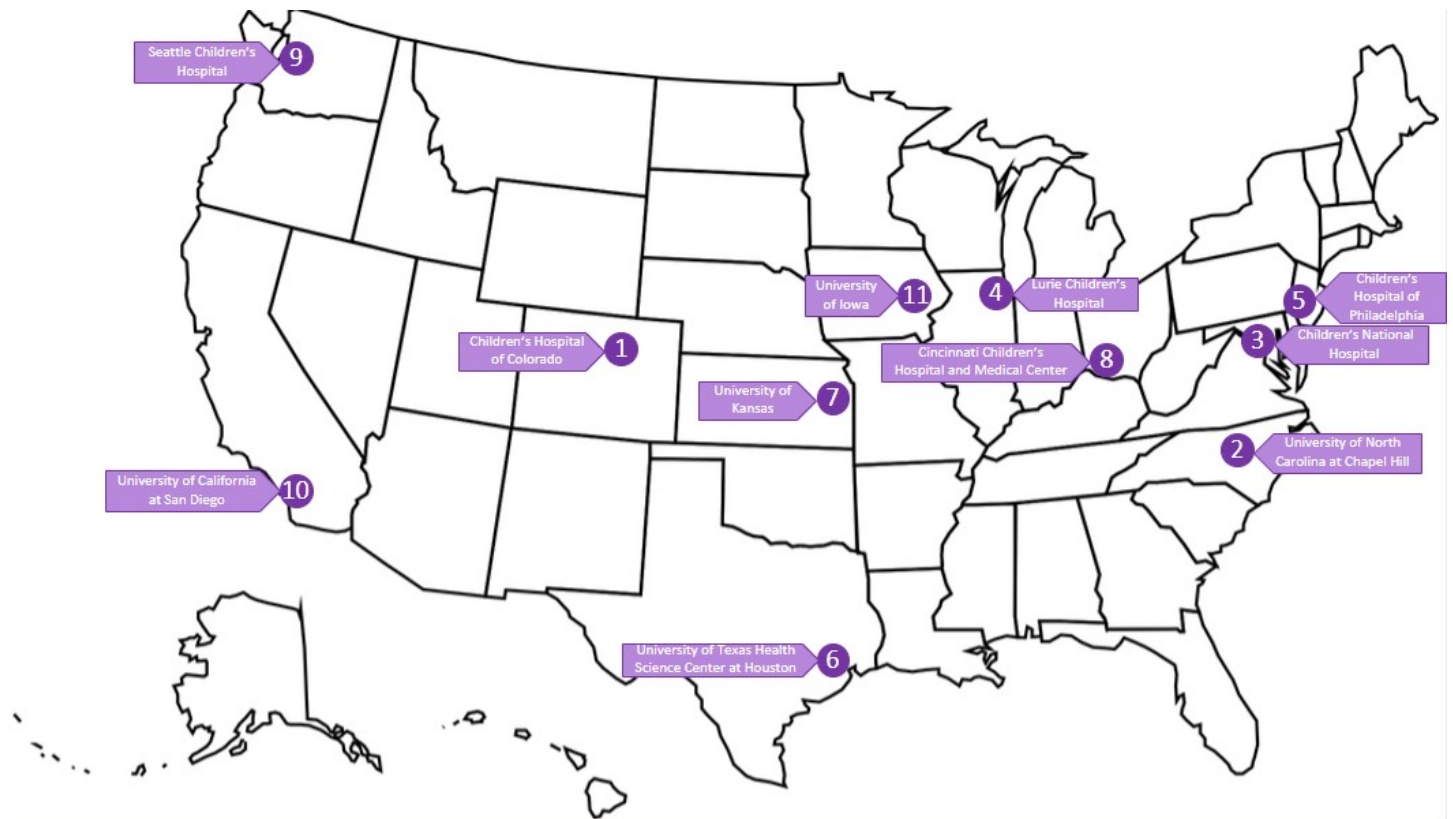 Seattle Children's
Hospital
9
University
of Iowa
11
4
Lurie Children's
Hospital
5
Children's
Hospital of
Philadelphia
3
Children's National
Hospital
Children's Hospital
of Colorado
1
Cincinnati Children's
Hospital and Medical Center
8
University of
Kansas
7
2
University of North
Carolina at Chapel Hill
University of California
at San Diego
10
University of Texas Health
Science Center at Houston
6